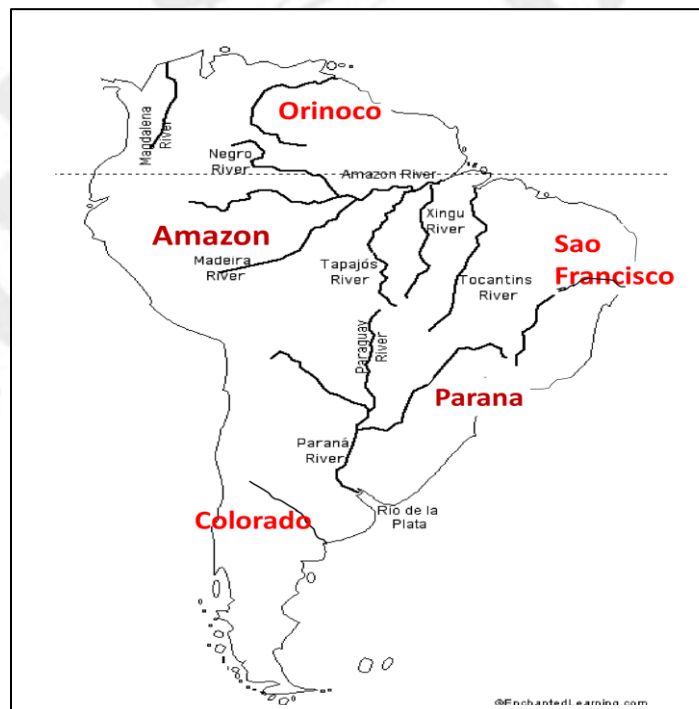 Orinoco
Magdalena
River
Negro
River
Amazon River
Xingu
River
Amazon
Madeira
River
Tapajós
River
Tocantins
River
Sao
Francisco
Paraguay
River
Parana
Paraná
River
Colorado
Rio de la
Plata
©EnchantedLearning.com